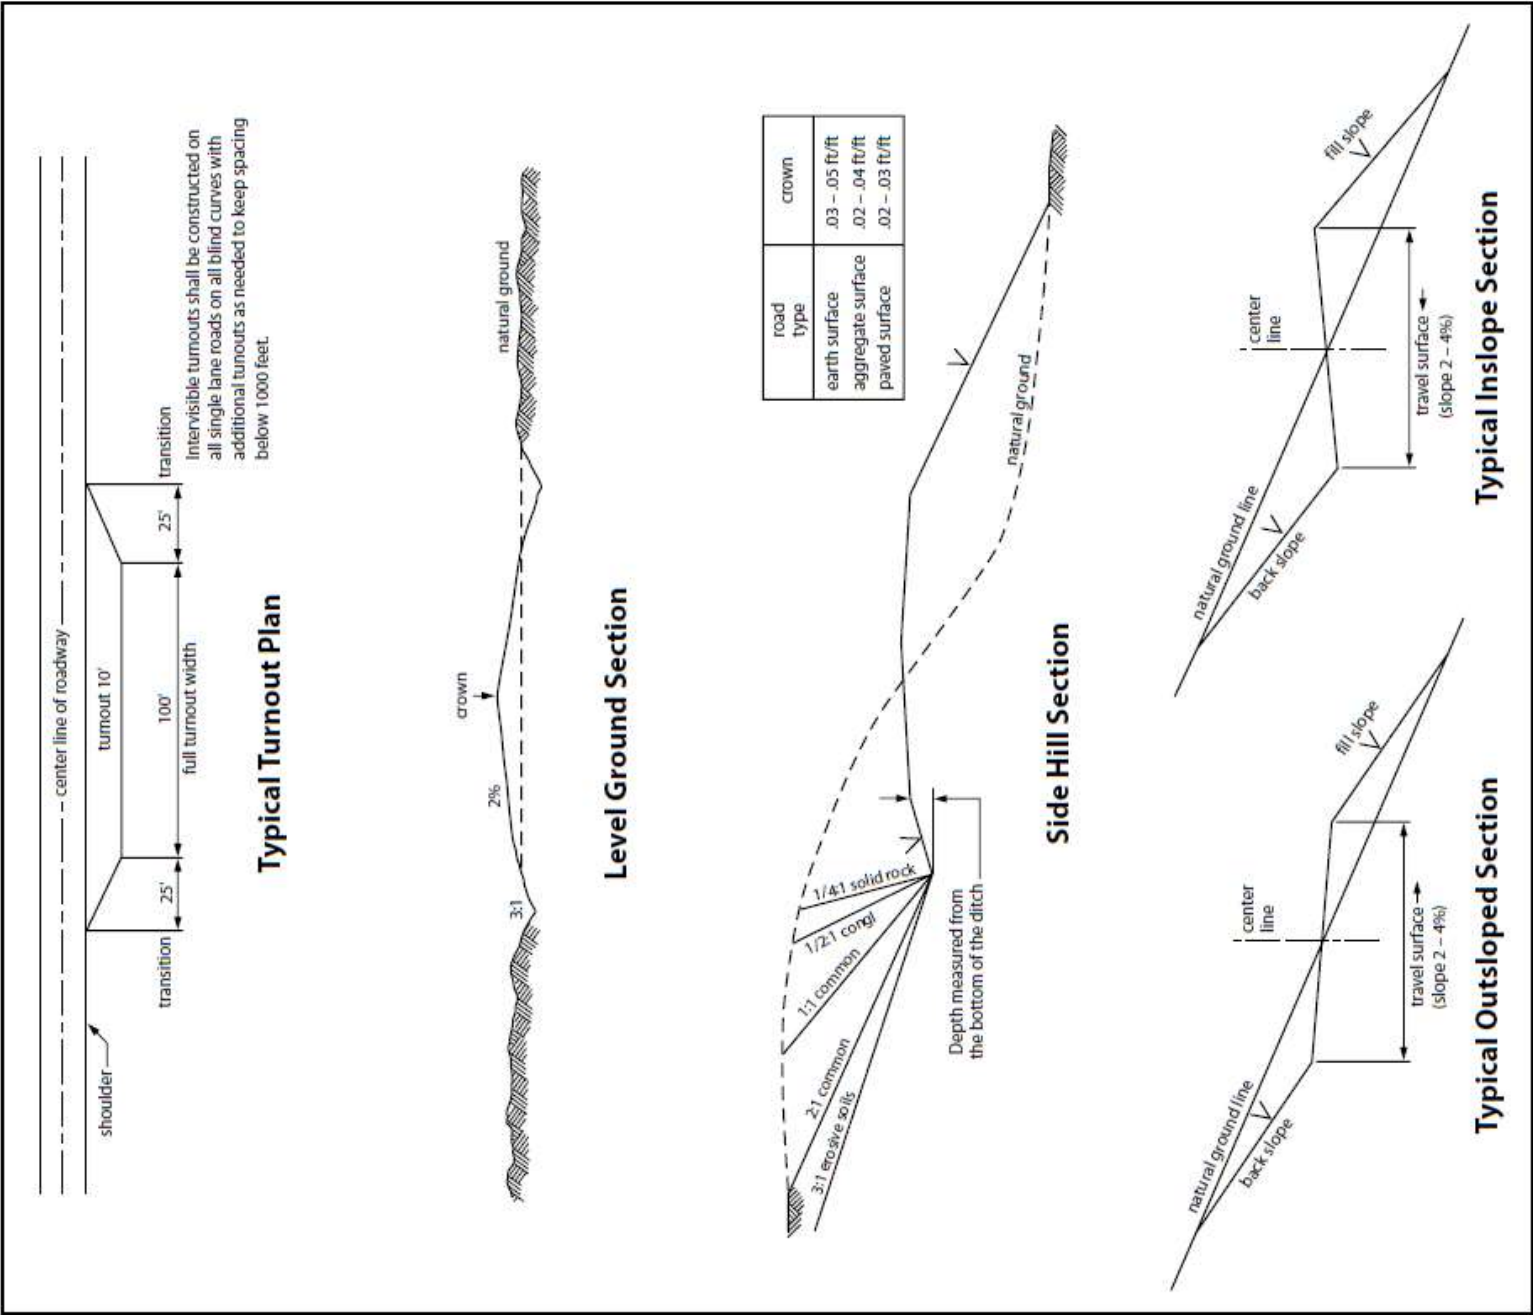 center line of roadway
shoulder
turnout 10'
transition
25'
100'
25'
transition
full turnout width
Intervisible turnouts shall be constructed on
all single lane roads on all blind curves with
additional tunouts as needed to keep spacing
below 1000 feet.
Typical Turnout Plan
crown
natural ground
2%
3:1
Level Ground Section
road
type
crown
earth surface
.03 – .05 ft/ft
aggregate surface
.02 – .04 ft/ft
paved surface
.02 – .03 ft/ft
1/4:1 solid rock
1/2:1 congl
1:1 common
2:1 common
3:1 erosive soils
natural ground
Depth measured from
the bottom of the ditch
Side Hill Section
natural ground line
back slope
center
line
fill slope
travel surface
(slope 2 – 4%)
Typical Outsloped Section
natural ground line
back slope
center
line
fill slope
travel surface
(slope 2 – 4%)
Typical Inslope Section